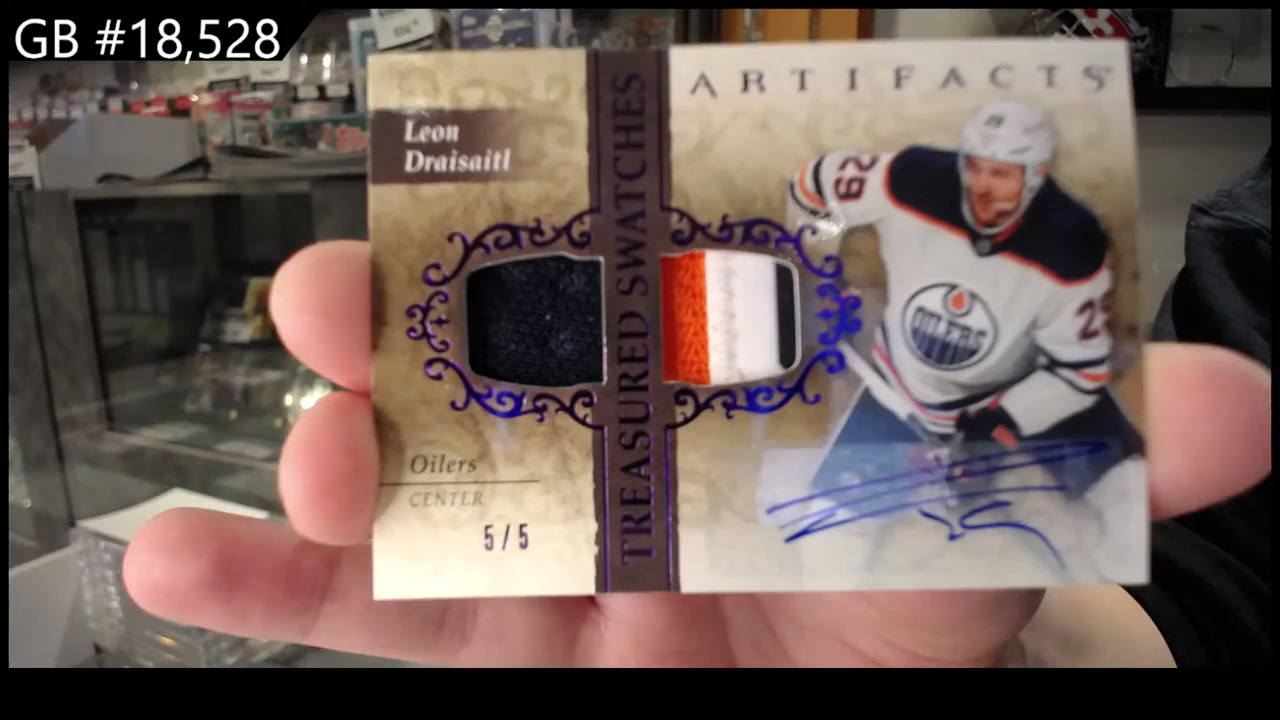 GB #18,528
ARTIFACTS
Leon
Draisaitl
TREASURED SWATCHES
29
29
OILERS
Oilers
CENTER
5/5